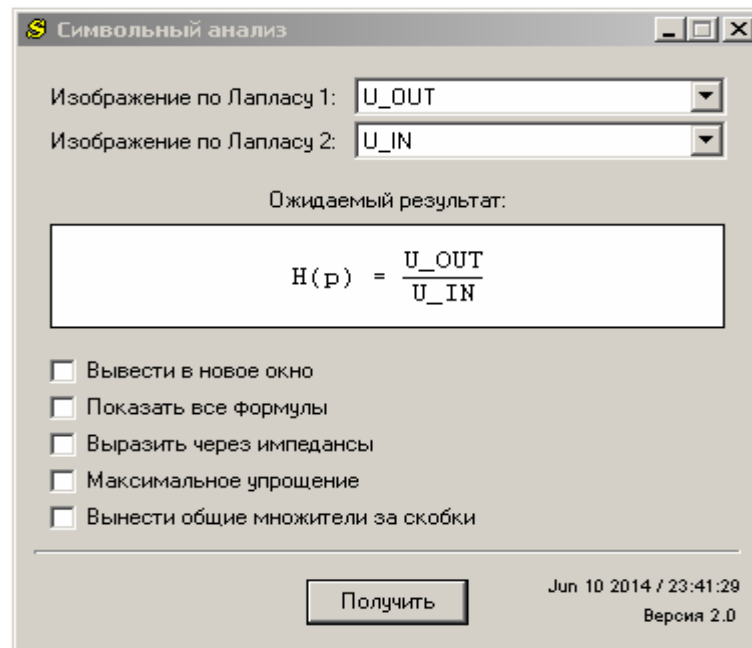 Символьный анализ
Изображение по Лапласу 1: U_OUT
Изображение по Лапласу 2: U_IN
Ожидаемый результат:
H(p) = U_OUT
U_IN
Вывести в новое окно
Показать все формулы
Выразить через импедансы
Максимальное упрощение
Вынести общие множители за скобки
Получить
Jun 10 2014 / 23:41:29
Версия 2.0